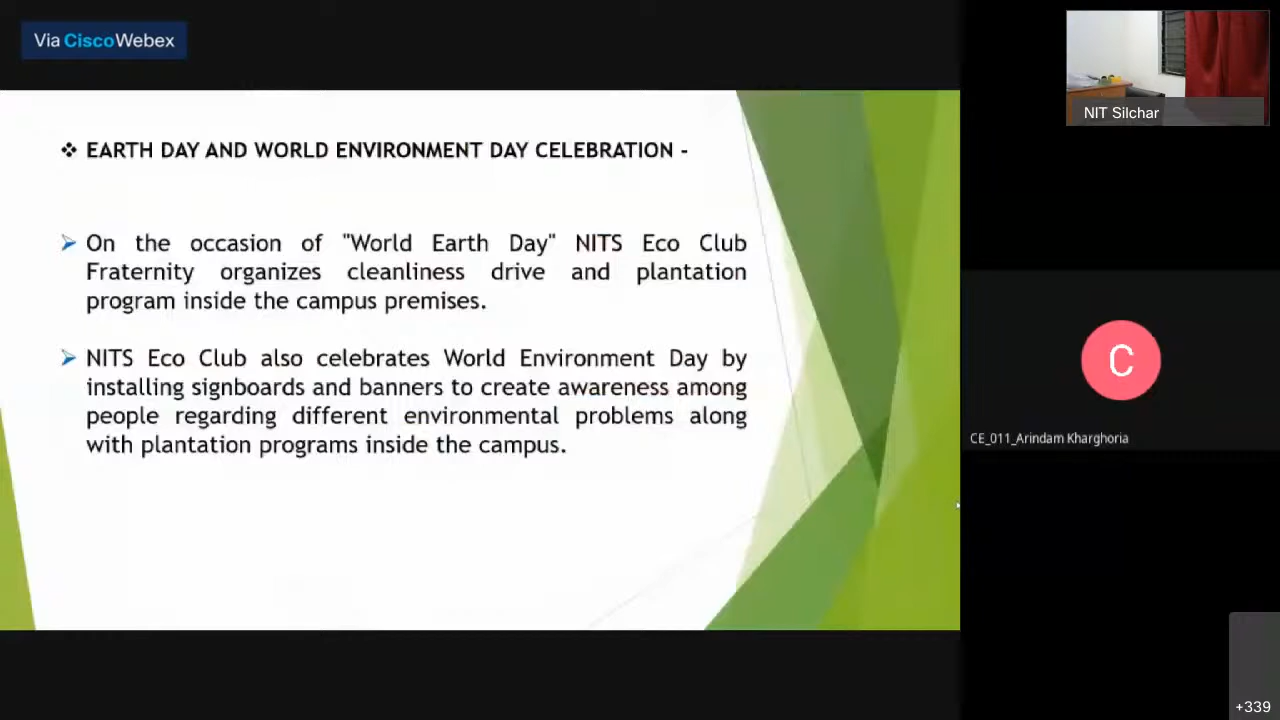 Via CiscoWebex
❖ EARTH DAY AND WORLD ENVIRONMENT DAY CELEBRATION -
➢ On the occasion of "World Earth Day" NITS Eco Club
Fraternity organizes cleanliness drive and plantation
program inside the campus premises.
➢ NITS Eco Club also celebrates World Environment Day by
installing signboards and banners to create awareness among
people regarding different environmental problems along
with plantation programs inside the campus.
NIT Silchar
C
CE_011_Arindam Kharghoria
+339